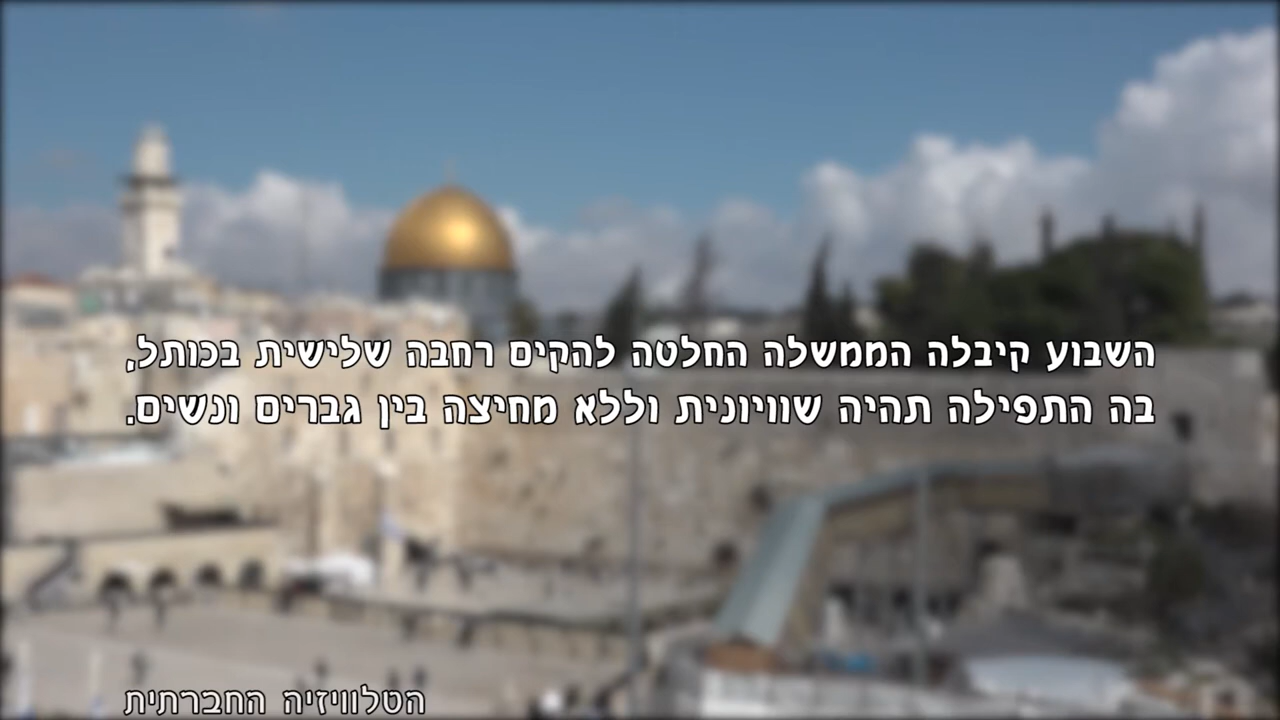 השבוע קיבלה הממשלה החלטה להקים רחבה שלישית בכותל,
בה התפילה תהיה שוויונית וללא מחיצה בין גברים ונשים.
הטלוויזיה החברתית